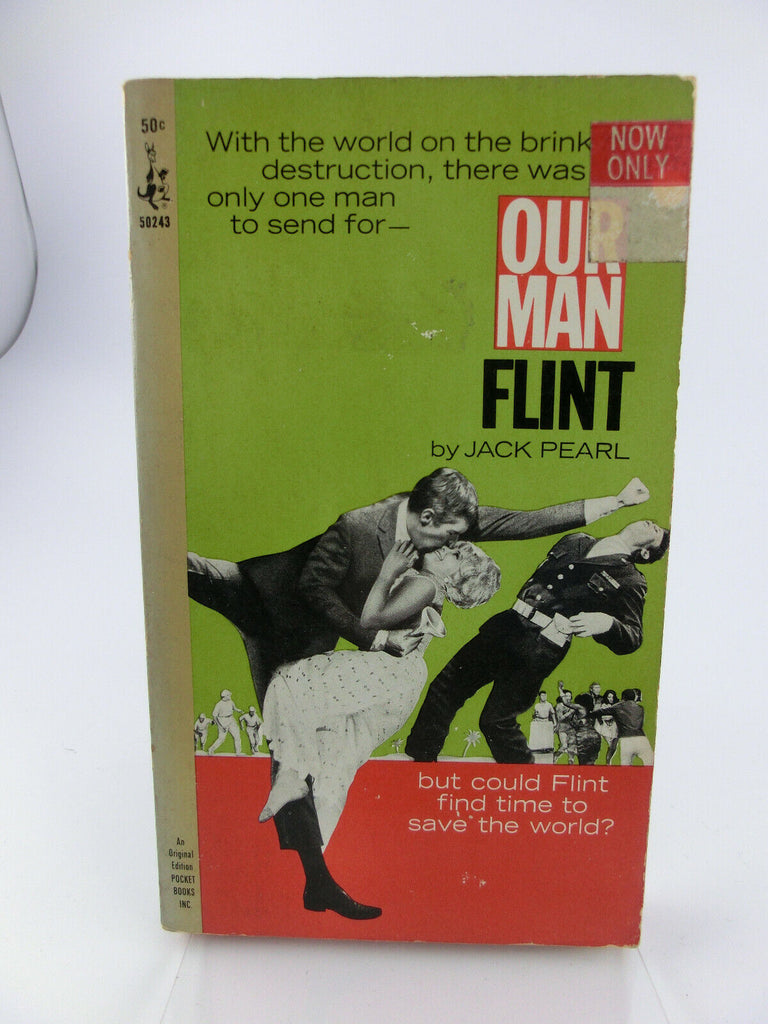 50c
50243
With the world on the brink
destruction, there was
only one man
to send for—
NOW
ONLY
OUR
MAN
FLINT
by JACK PEARL
but could Flint
find time to
save the world?
An
Original
Edition
POCKET
BOOKS
INC.